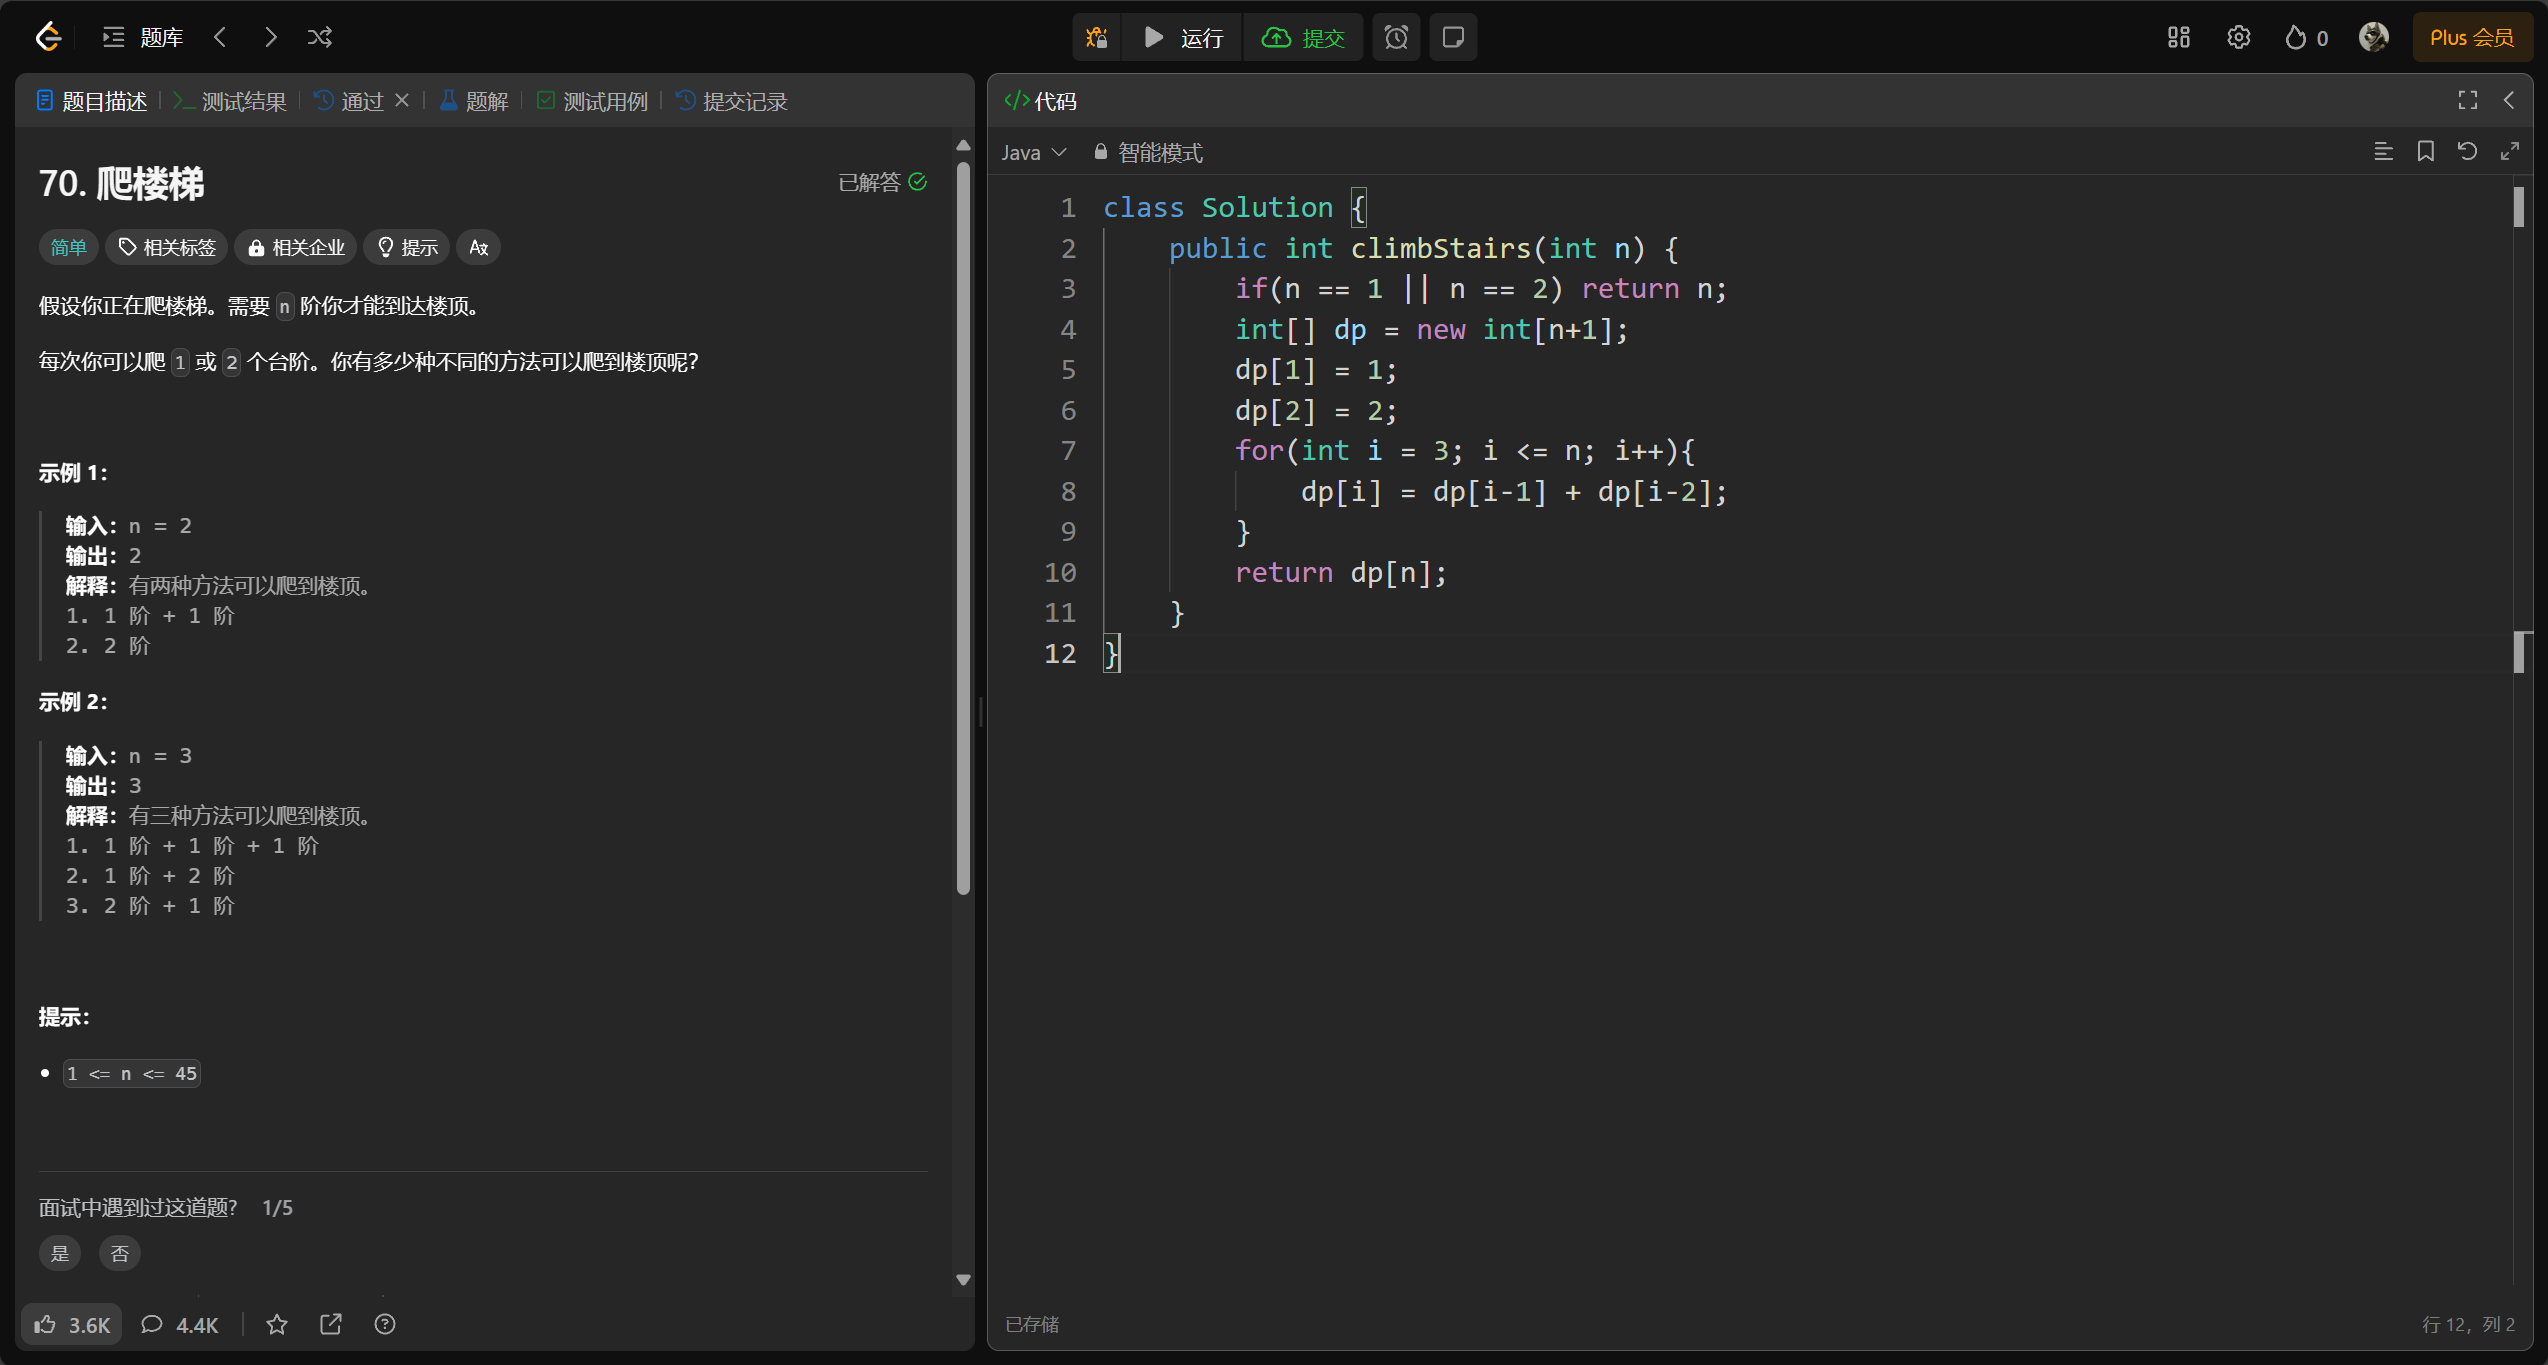 题库
运行
提交
0
Plus 会员
题目描述
测试结果
通过
题解
测试用例
提交记录
70. 爬楼梯
已解答
简单
相关标签
相关企业
提示
假设你正在爬楼梯。需要 n 阶你才能到达楼顶。
每次你可以爬 1 或 2 个台阶。你有多少种不同的方法可以爬到楼顶呢？
示例 1：
输入：n = 2
输出：2
解释：有两种方法可以爬到楼顶。
1. 1 阶 + 1 阶
2. 2 阶
示例 2：
输入：n = 3
输出：3
解释：有三种方法可以爬到楼顶。
1. 1 阶 + 1 阶 + 1 阶
2. 1 阶 + 2 阶
3. 2 阶 + 1 阶
提示：
1 <= n <= 45
面试中遇到过这道题? 1/5
是
否
3.6K
4.4K
</>代码
Java
智能模式
1 class Solution {
2     public int climbStairs(int n) {
3         if(n == 1 || n == 2) return n;
4         int[] dp = new int[n+1];
5         dp[1] = 1;
6         dp[2] = 2;
7         for(int i = 3; i <= n; i++){
8             dp[i] = dp[i-1] + dp[i-2];
9         }
10         return dp[n];
11     }
12 }
已存储
行 12，列 2